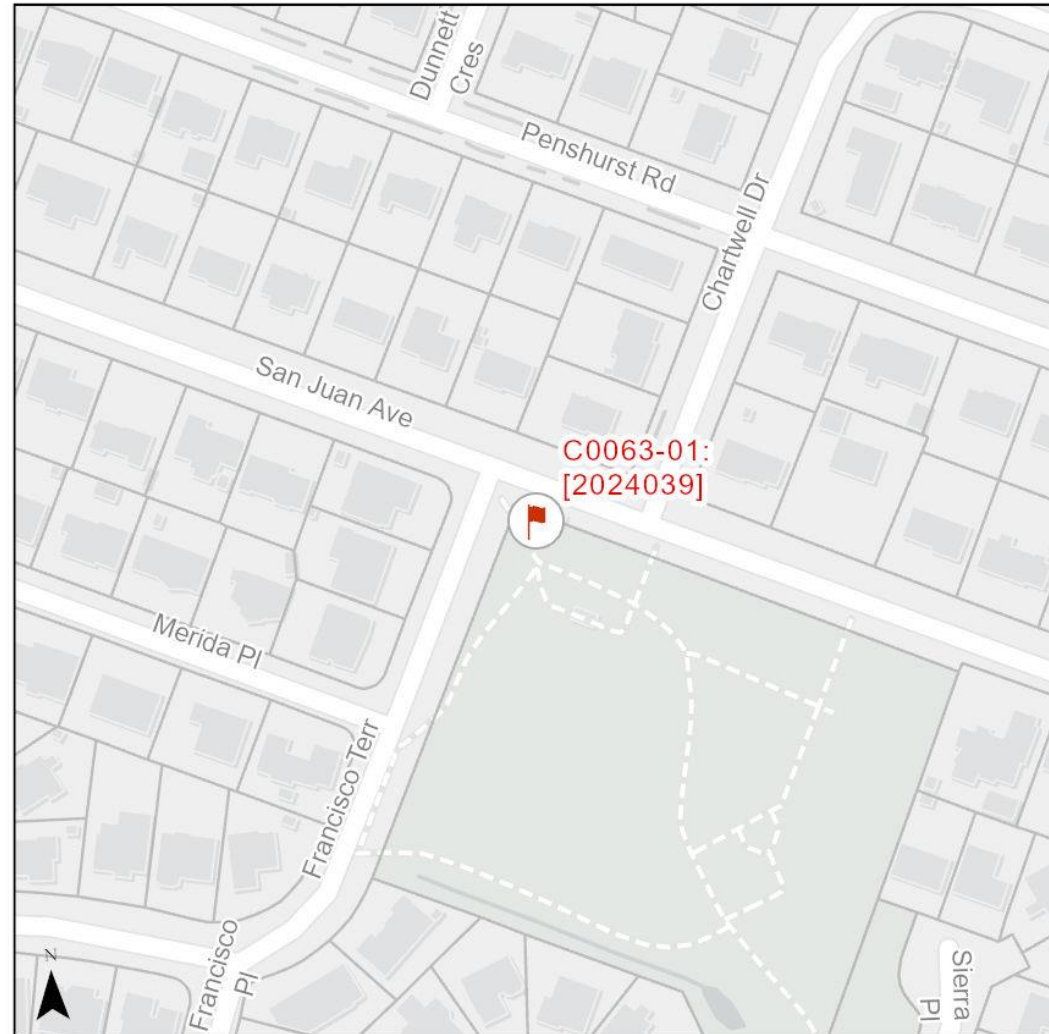 Dunnett
Cres
Penshurst Rd
Chartwell Dr
San Juan Ave
C0063-01:
[2024039]
Merida Pl
Francisco Terr
Francisco
Pl
Sierra
Pl
N